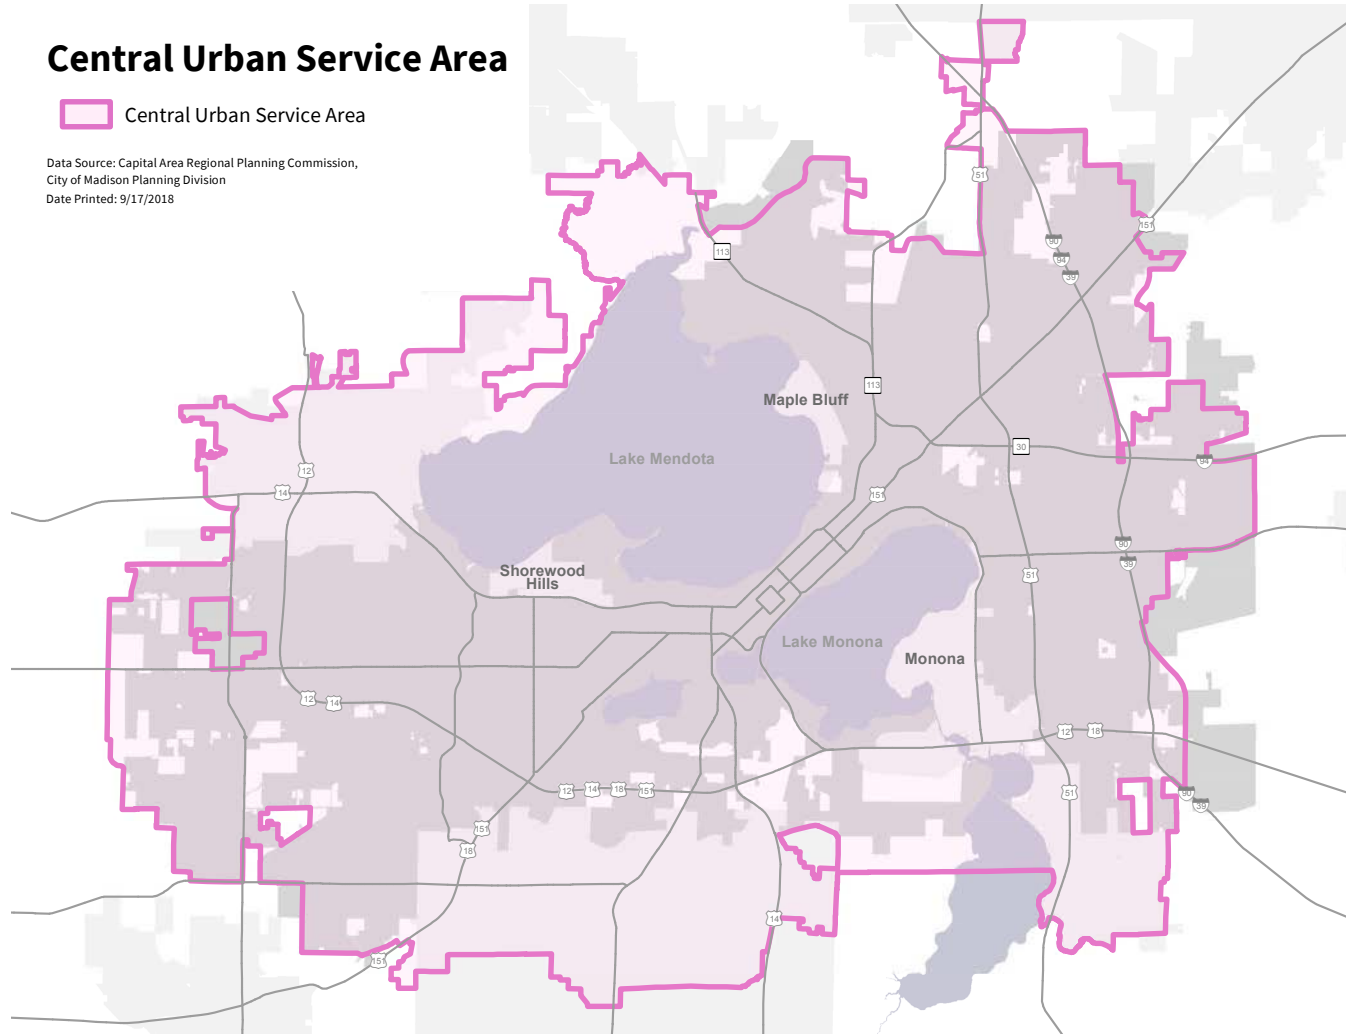 Central Urban Service Area
Central Urban Service Area
Data Source: Capital Area Regional Planning Commission,
City of Madison Planning Division
Date Printed: 9/17/2018
51
151
113
90
94
39
113
Maple Bluff
30
Lake Mendota
94
12
14
151
90
39
Shorewood
Hills
51
Lake Monona
Monona
12
14
12
18
12
14
18
151
51
90
39
151
18
14
151